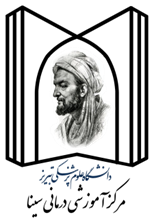 دانشگاه علوم پزشکی تبریز
مرکز آموزشی درمانی سینا